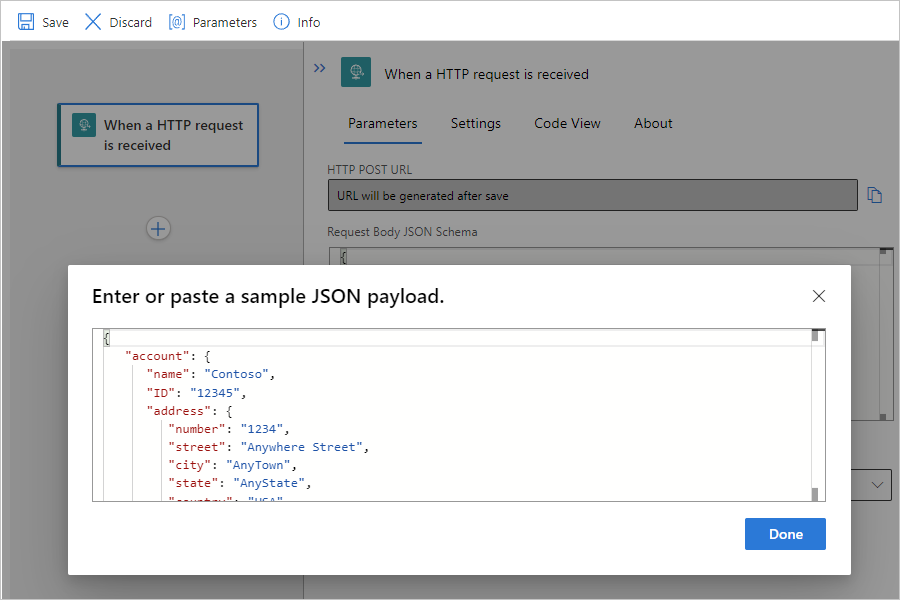 Save Discard Parameters Info
When a HTTP request is received
When a HTTP request
is received
Parameters Settings Code View About
HTTP POST URL
URL will be generated after save
Request Body JSON Schema
{
Enter or paste a sample JSON payload.
{
"account": {
"name": "Contoso",
"ID": "12345",
"address": {
"number": "1234",
"street": "Anywhere Street",
"city": "AnyTown",
"state": "AnyState",
"country": "USA"
Done